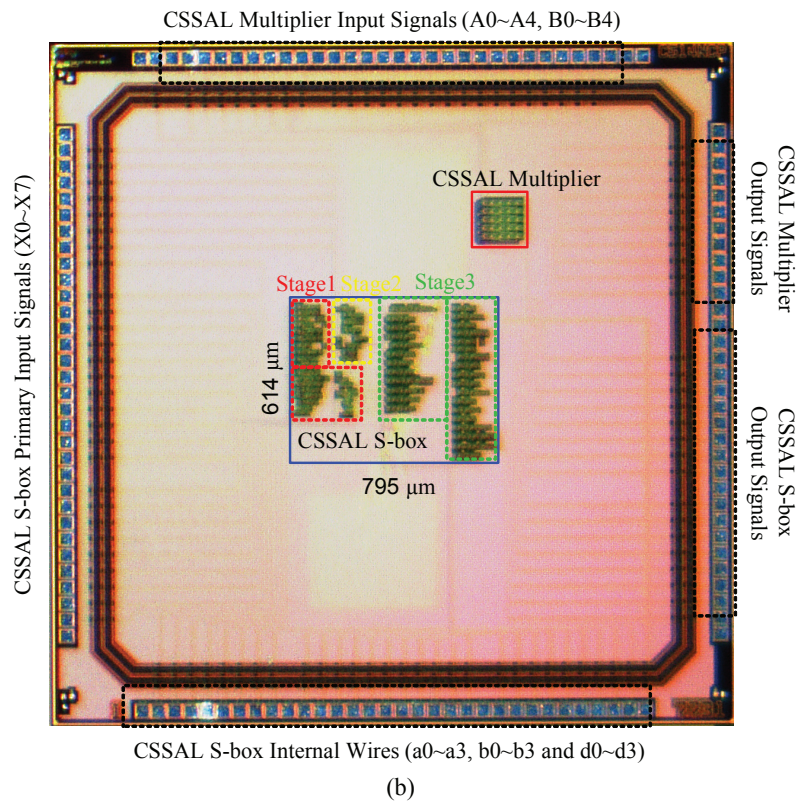 CSSAL Multiplier Input Signals (A0~A4, B0~B4)
CSSAL S-box Primary Input Signals (X0~X7)
CSSAL Multiplier
Output Signals
CSSAL S-box
Output Signals
CSSAL Multiplier
Stage1
Stage2
Stage3
614 μm
CSSAL S-box
795 μm
CSSAL S-box Internal Wires (a0~a3, b0~b3 and d0~d3)
(b)